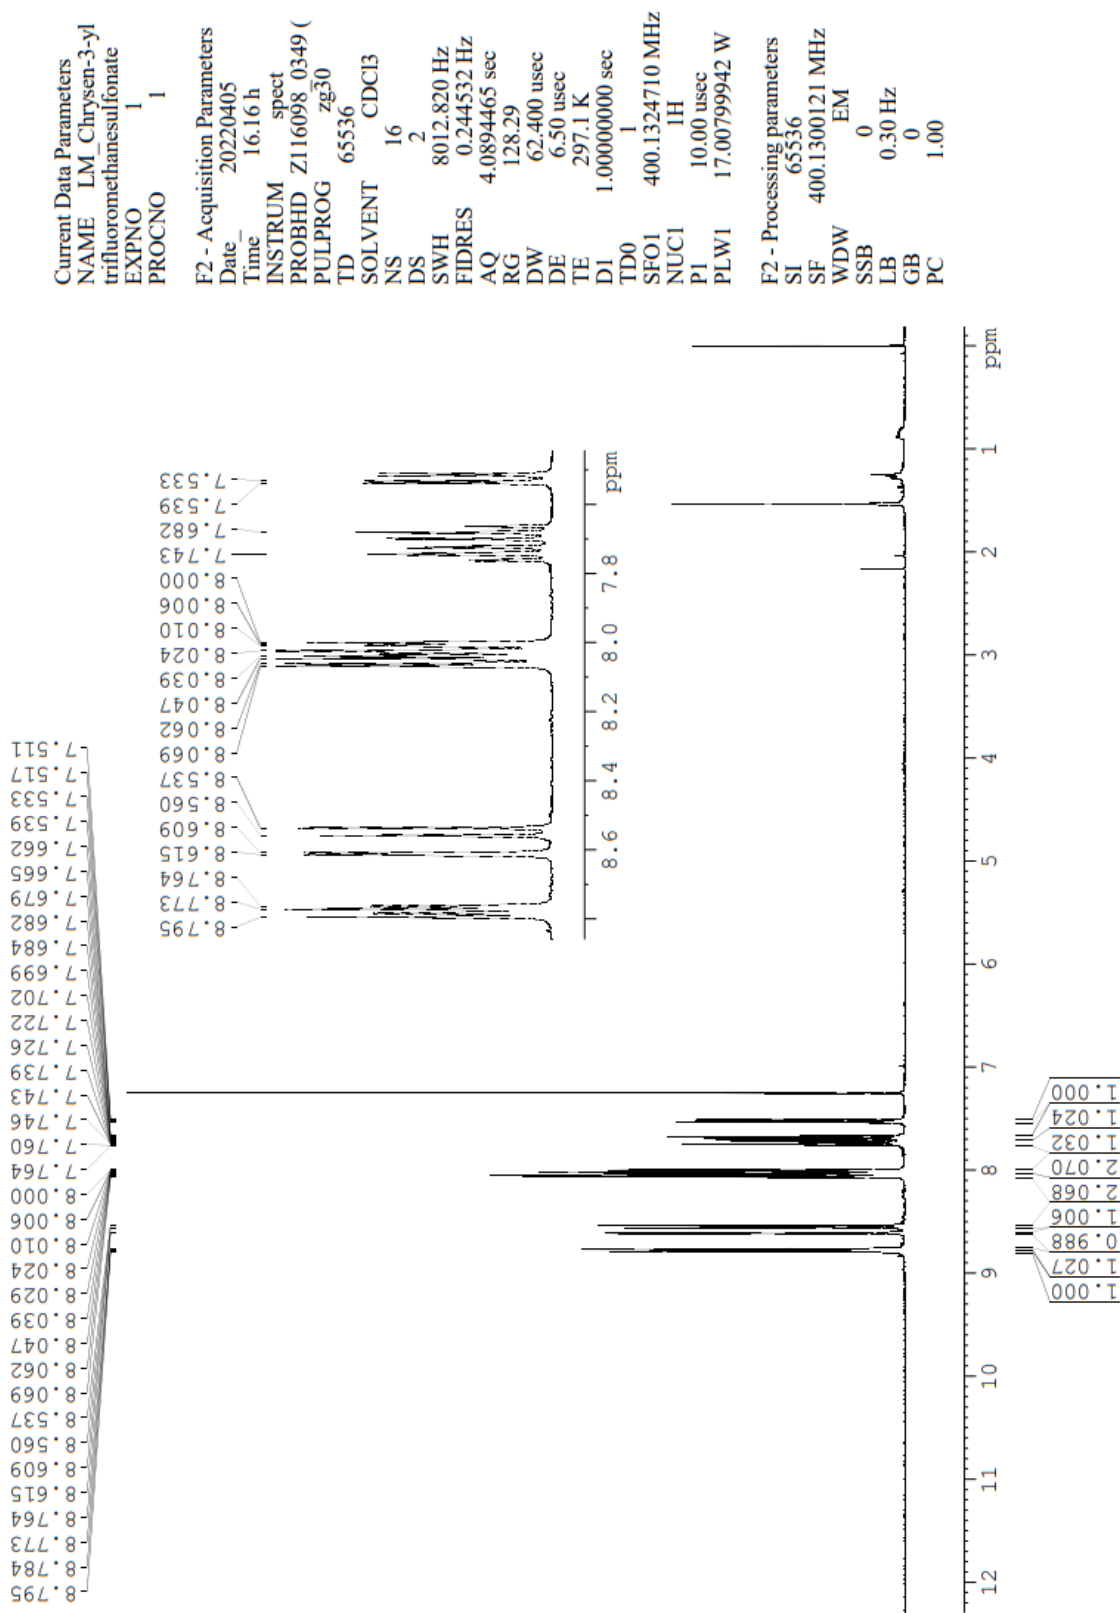 Current Data Parameters
NAME LM_Chrysen-3-yl
trifluoromethanesulfonate
EXPNO 1
PROCNO 1
F2 - Acquisition Parameters
Date_ 20220405
Time 16.16 h
INSTRUM spect
PROBHD Z116098_0349 (
PULPROG zg30
TD 65536
SOLVENT CDCl3
NS 16
DS 2
SWH 8012.820 Hz
FIDRES 0.244532 Hz
AQ 4.0894465 sec
RG 128.29
DW 62.400 usec
DE 6.50 usec
TE 297.1 K
D1 1.00000000 sec
TD0 1
SFO1 400.1324710 MHz
NUC1 1H
P1 10.00 usec
PLW1 17.00799942 W
F2 - Processing parameters
SI 65536
SF 400.1300121 MHz
WDW EM
SSB 0
LB 0.30 Hz
GB 0
PC 1.00
8.795
8.784
8.773
8.764
8.615
8.609
8.560
8.537
8.069
8.062
8.047
8.039
8.029
8.024
8.010
8.006
8.000
7.764
7.760
7.746
7.743
7.739
7.726
7.722
7.702
7.699
7.684
7.682
7.679
7.665
7.662
7.539
7.533
7.517
7.511
8.795
8.773
8.764
8.615
8.609
8.560
8.537
8.069
8.062
8.047
8.039
8.024
8.010
8.006
8.000
7.743
7.682
7.539
7.533
8.6 8.4 8.2 8.0 7.8 ppm
12 11 10 9 8 7 6 5 4 3 2 1 ppm
1.000
1.027
0.988
1.006
2.068
2.070
1.032
1.024
1.000